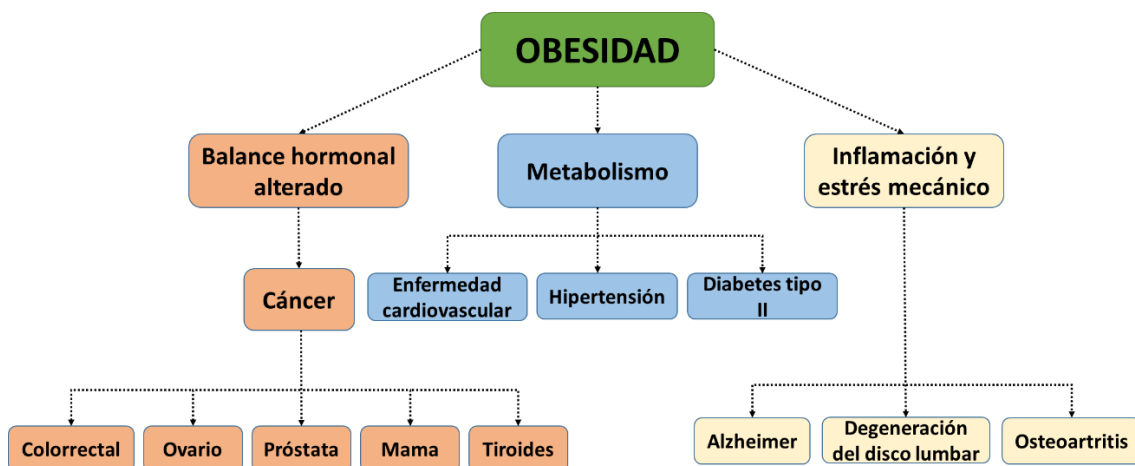 OBESIDAD
Balance hormonal
alterado
Metabolismo
Inflamación y
estrés mecánico
Cáncer
Enfermedad
cardiovascular
Hipertensión
Diabetes tipo
II
Colorrectal
Ovario
Próstata
Mama
Tiroides
Alzheimer
Degeneración
del disco lumbar
Osteoartritis